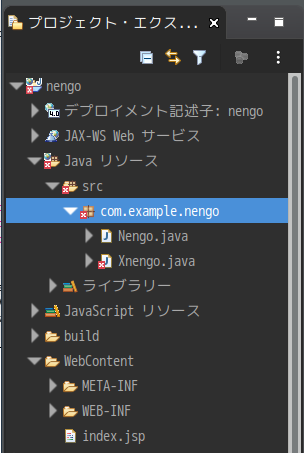 プロジェクト・エクス...
nengo
デプロイメント記述子: nengo
JAX-WS Web サービス
Java リソース
src
com.example.nengo
Nengo.java
Xnengo.java
ライブラリー
JavaScript リソース
build
WebContent
META-INF
WEB-INF
index.jsp